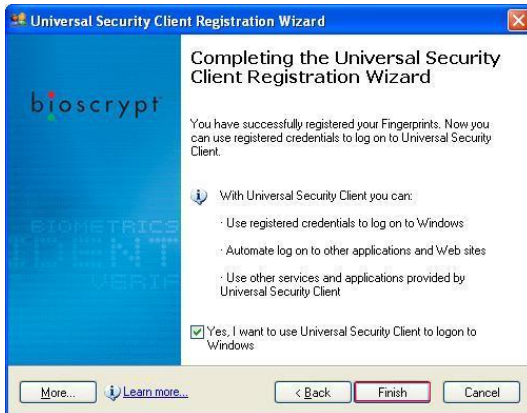 Universal Security Client Registration Wizard
bioscrypt
Completing the Universal Security
Client Registration Wizard
You have successfully registered your Fingerprints. Now you
can use registered credentials to log on to Universal Security
Client.
With Universal Security Client you can:
· Use registered credentials to log on to Windows
· Automate log on to other applications and Web sites
· Use other services and applications provided by
Universal Security Client
BIOMETRICS
IDENT
VERIF
Yes, I want to use Universal Security Client to logon to
Windows
More...
Learn more...
< Back
Finish
Cancel